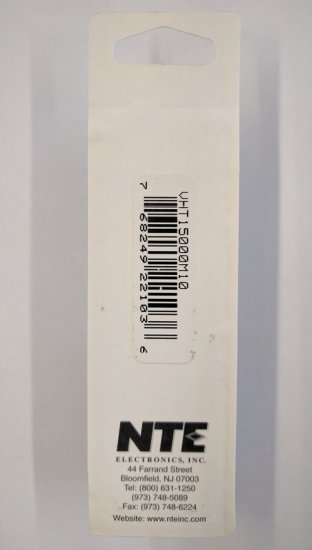 VHT15000M10
7 68249 22103 6
NTE
ELECTRONICS, INC.
44 Farrand Street
Bloomfield, NJ 07003
Tel: (800) 631-1250
(973) 748-5089
Fax: (973) 748-6224
Website: www.nteinc.com